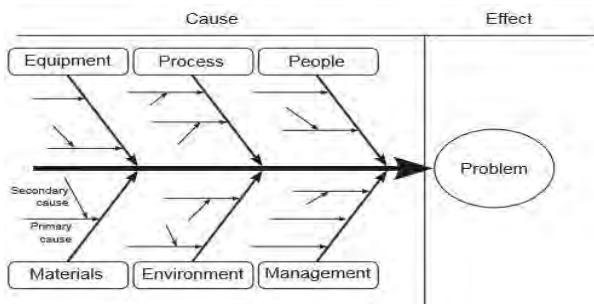 Cause Effect
Equipment Process People
Problem
Secondary
cause
Primary
cause
Materials Environment Management